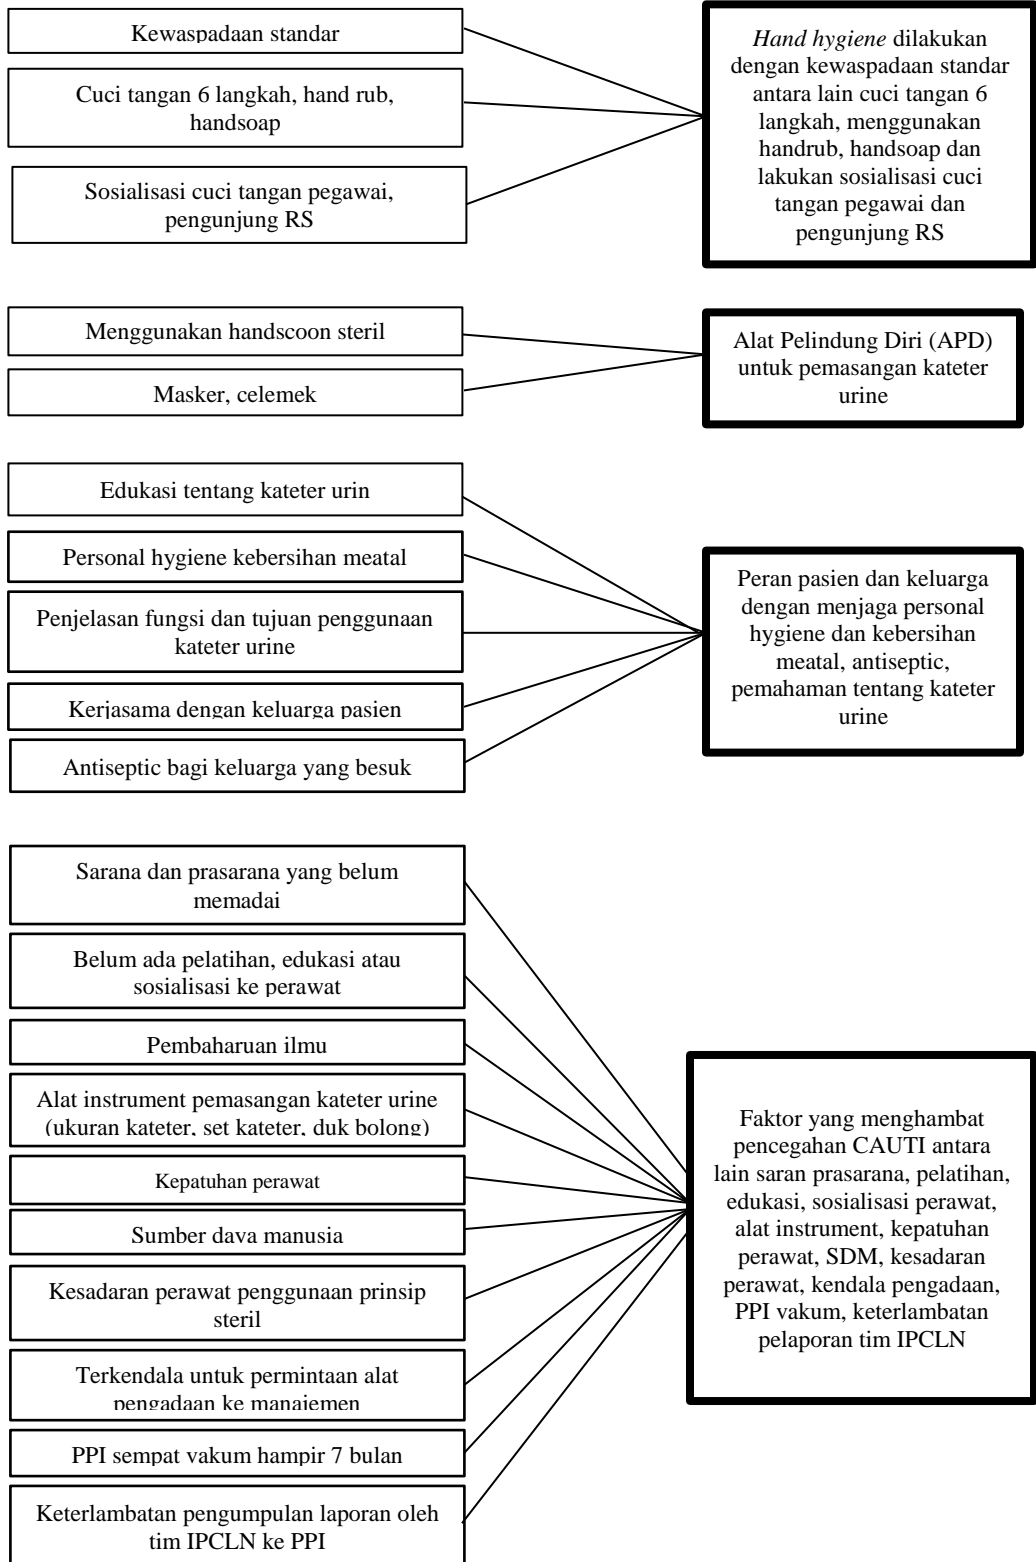 Kewaspadaan standar
Cuci tangan 6 langkah, hand rub,
handsoap
Sosialisasi cuci tangan pegawai,
pengunjung RS
Hand hygiene dilakukan
dengan kewaspadaan standar
antara lain cuci tangan 6
langkah, menggunakan
handrub, handsoap dan
lakukan sosialisasi cuci
tangan pegawai dan
pengunjung RS
Menggunakan handscoon steril
Masker, celemek
Alat Pelindung Diri (APD)
untuk pemasangan kateter
urine
Edukasi tentang kateter urin
Personal hygiene kebersihan meatal
Penjelasan fungsi dan tujuan penggunaan
kateter urine
Kerjasama dengan keluarga pasien
Antiseptic bagi keluarga yang besuk
Peran pasien dan keluarga
dengan menjaga personal
hygiene dan kebersihan
meatal, antiseptic,
pemahaman tentang kateter
urine
Sarana dan prasarana yang belum
memadai
Belum ada pelatihan, edukasi atau
sosialisasi ke perawat
Pembaharuan ilmu
Alat instrument pemasangan kateter urine
(ukuran kateter, set kateter, duk bolong)
Kepatuhan perawat
Sumber daya manusia
Kesadaran perawat penggunaan prinsip
steril
Terkendala untuk permintaan alat
pengadaan ke manajemen
PPI sempat vakum hampir 7 bulan
Keterlambatan pengumpulan laporan oleh
tim IPCLN ke PPI
Faktor yang menghambat
pencegahan CAUTI antara
lain saran prasarana, pelatihan,
edukasi, sosialisasi perawat,
alat instrument, kepatuhan
perawat, SDM, kesadaran
perawat, kendala pengadaan,
PPI vakum, keterlambatan
pelaporan tim IPCLN